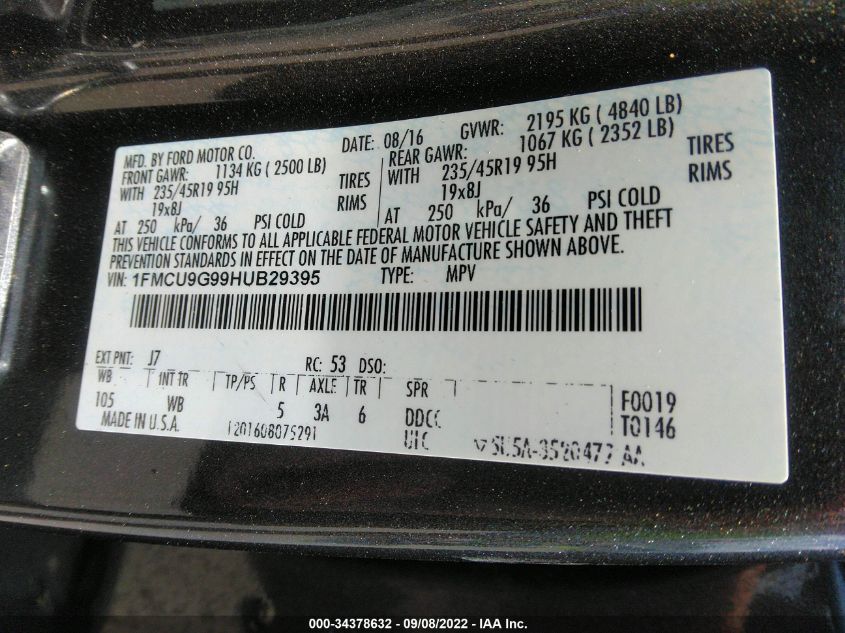 MFD. BY FORD MOTOR CO.
DATE: 08/16 GVWR: 2195 KG ( 4840 LB)
FRONT GAWR: 1134 KG ( 2500 LB)
REAR GAWR: 1067 KG ( 2352 LB)
WITH 235/45R19 95H TIRES
WITH 235/45R19 95H TIRES
19x8J RIMS
19x8J RIMS
AT 250 kPa/ 36 PSI COLD
AT 250 kPa/ 36 PSI COLD
THIS VEHICLE CONFORMS TO ALL APPLICABLE FEDERAL MOTOR VEHICLE SAFETY AND THEFT
PREVENTION STANDARDS IN EFFECT ON THE DATE OF MANUFACTURE SHOWN ABOVE.
VIN: 1FMCU9G99HUB29395 TYPE: MPV
EXT PNT: J7 RC: 53 DSO:
WB INT TR TP/PS R AXLE TR SPR
105 WB 5 3A 6 DDCC F0019
MADE IN U.S.A. T0146
UIC
000-34378632 - 09/08/2022 - IAA Inc.